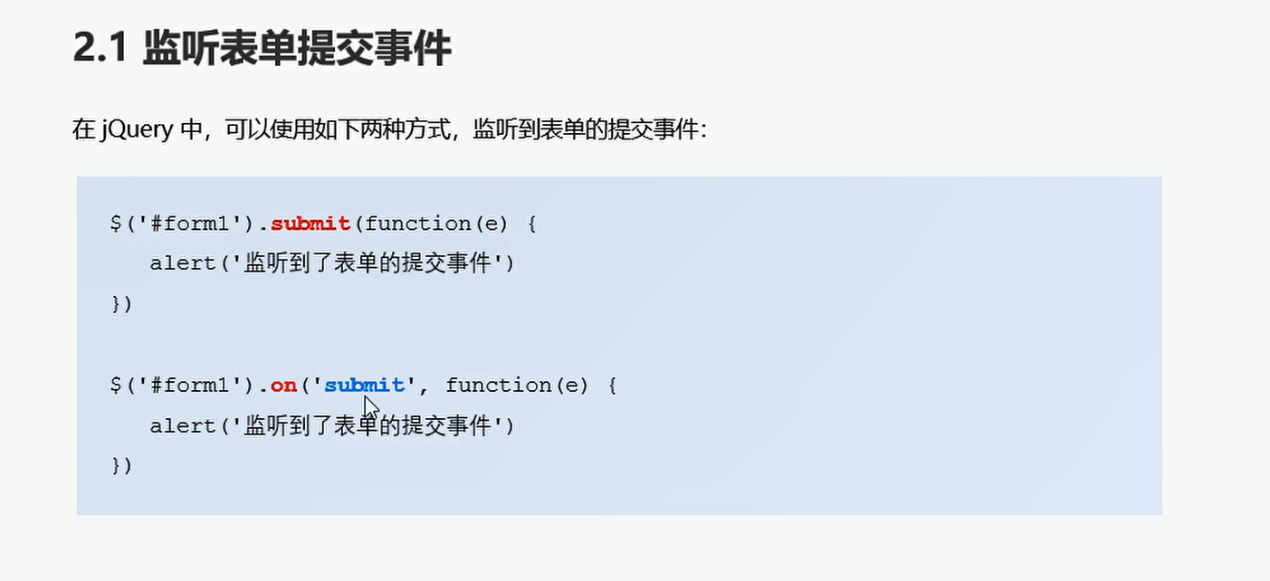 2.1 监听表单提交事件
在 jQuery 中，可以使用如下两种方式，监听到表单的提交事件：
$('#form1').submit(function(e) {
alert('监听到了表单的提交事件')
})
$('#form1').on('submit', function(e) {
alert('监听到了表单的提交事件')
})